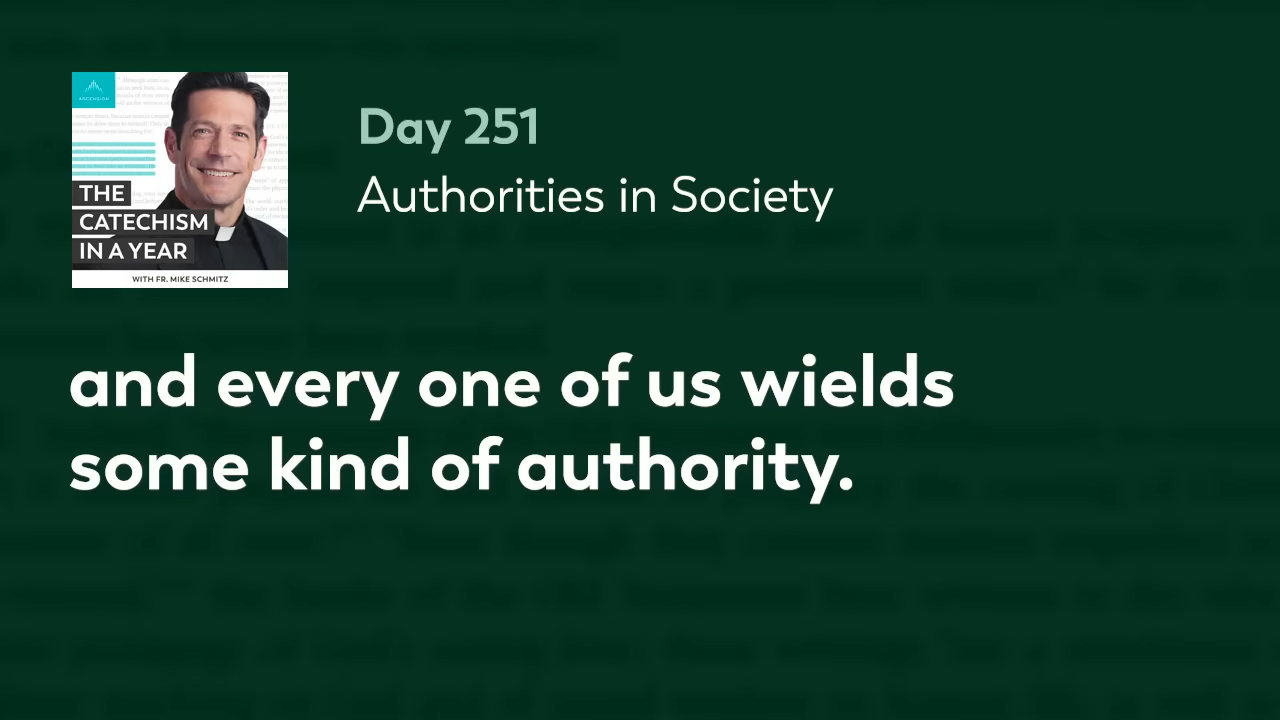 ASCENSION
THE
CATECHISM
IN A YEAR
WITH FR. MIKE SCHMITZ
Day 251
Authorities in Society
and every one of us wields
some kind of authority.